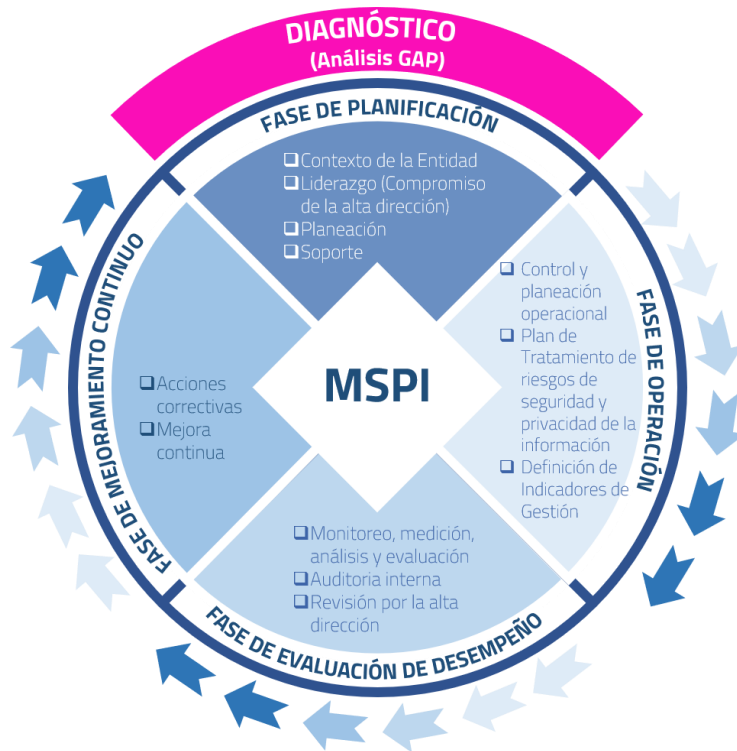 DIAGNÓSTICO
(Análisis GAP)
FASE DE PLANIFICACIÓN
❑Contexto de la Entidad
❑Liderazgo (Compromiso
de la alta dirección)
❑Planeación
❑Soporte
❑ Control y
planeación
operacional
❑ Plan de
Tratamiento de
riesgos de
seguridad y
privacidad de la
información
❑ Definición de
Indicadores de
Gestión
FASE DE OPERACIÓN
MSPI
❑Monitoreo, medición,
análisis y evaluación
❑Auditoria interna
❑Revisión por la alta
dirección
FASE DE EVALUACIÓN DE DESEMPEÑO
❑Acciones
correctivas
❑Mejora
continua
FASE DE MEJORAMIENTO CONTINUO